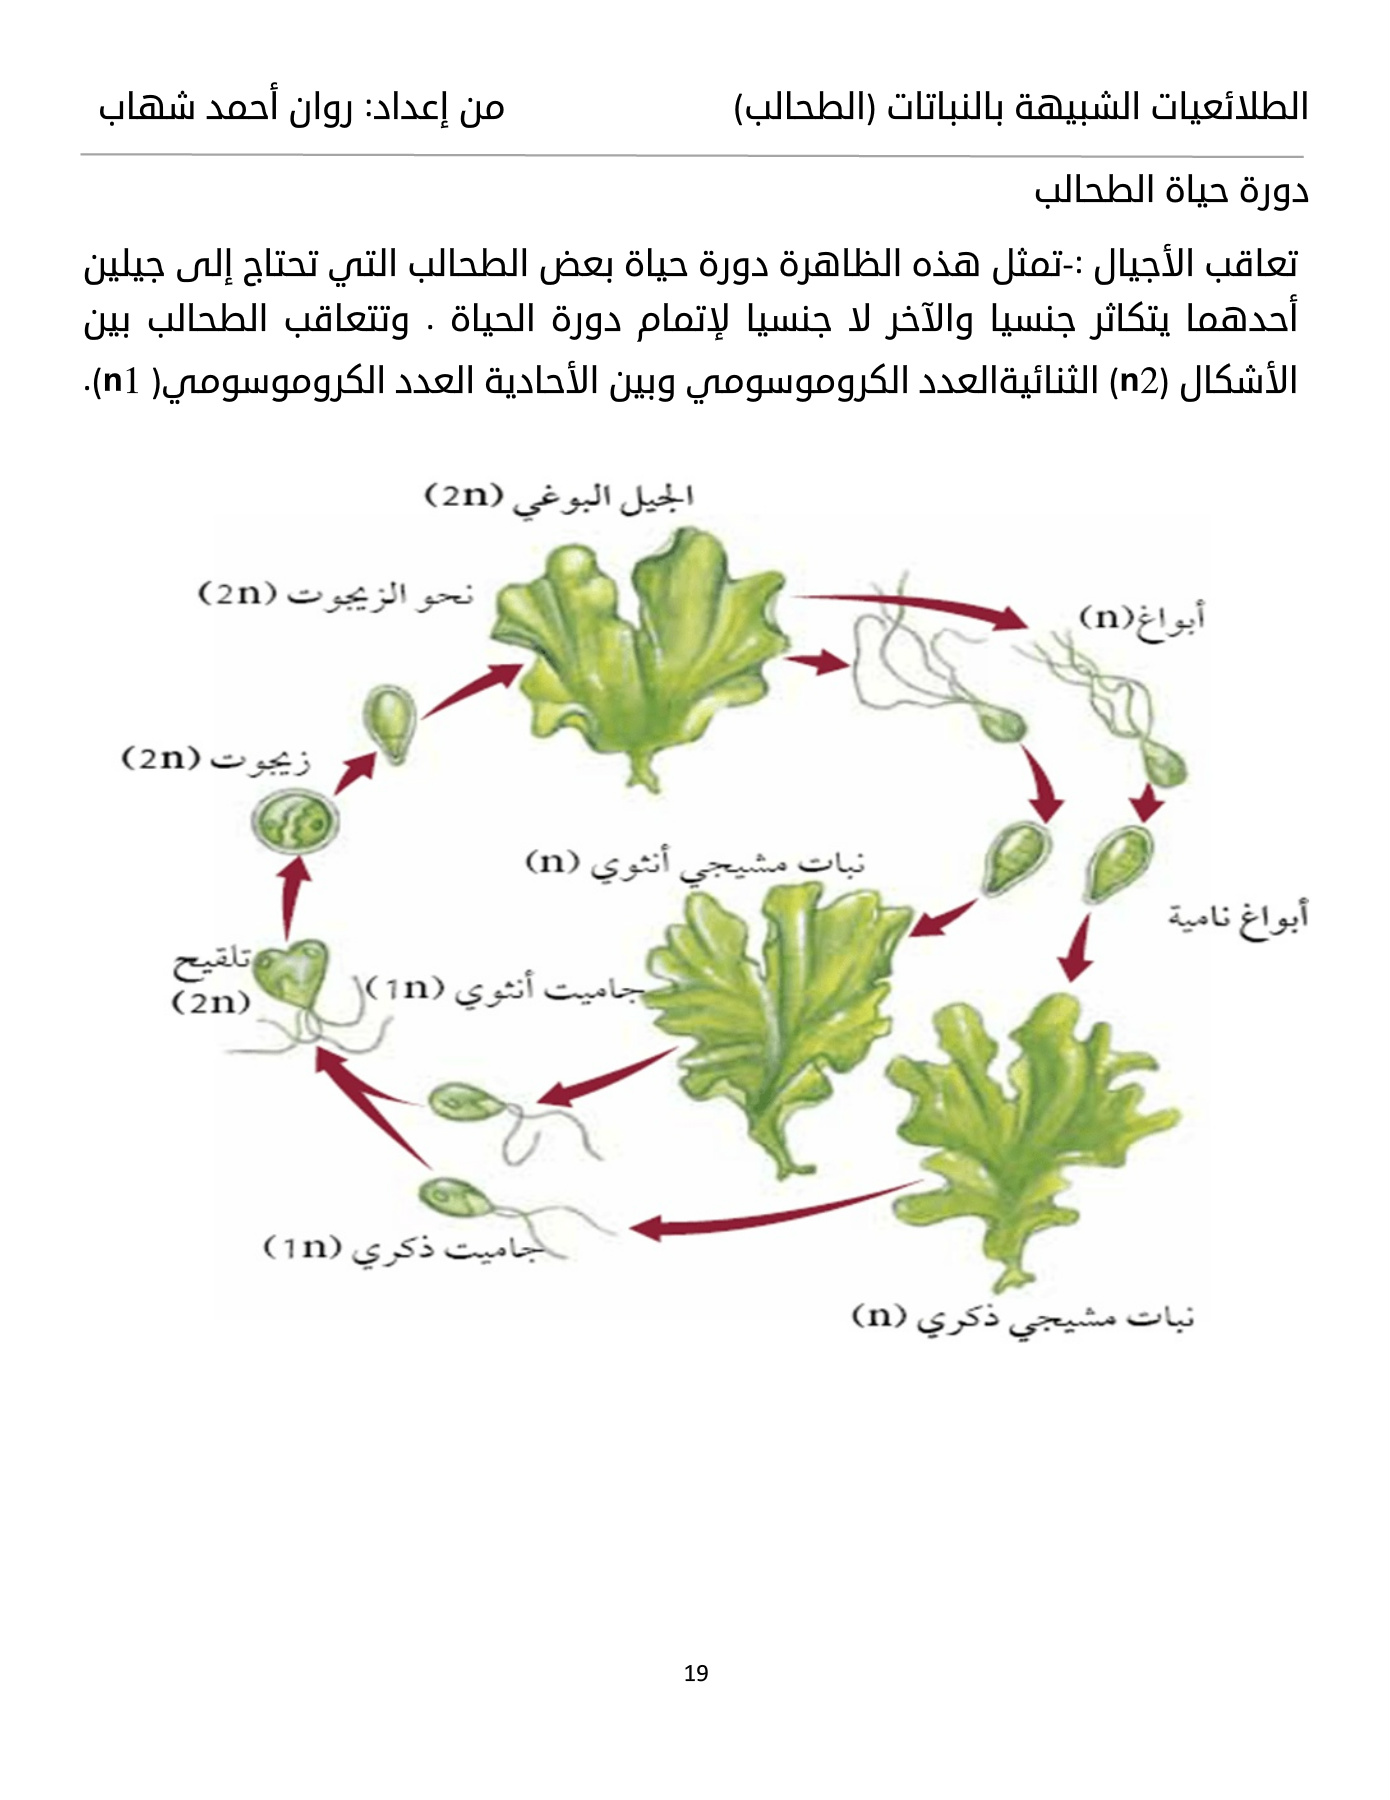 الطلائعيات الشبيهة بالنباتات (الطحالب) من إعداد: روان أحمد شهاب
دورة حياة الطحالب
تعاقب الأجيال :-تمثل هذه الظاهرة دورة حياة بعض الطحالب التي تحتاج إلى جيلين
أحدهما يتكاثر جنسيا والآخر لا جنسيا لإتمام دورة الحياة . وتتعاقب الطحالب بين
الأشكال (2n) الثنائيةالعدد الكروموسومي وبين الأحادية العدد الكروموسومي( 1n).
الجيل البوغي (2n)
نحو الزيجوت (2n)
أبواغ(n)
زيجوت (2n)
نبات مشيجي أنثوي (n)
أبواغ نامية
تلقيح
(2n)
جاميت أنثوي (1n)
جاميت ذكري (1n)
نبات مشيجي ذكري (n)
19